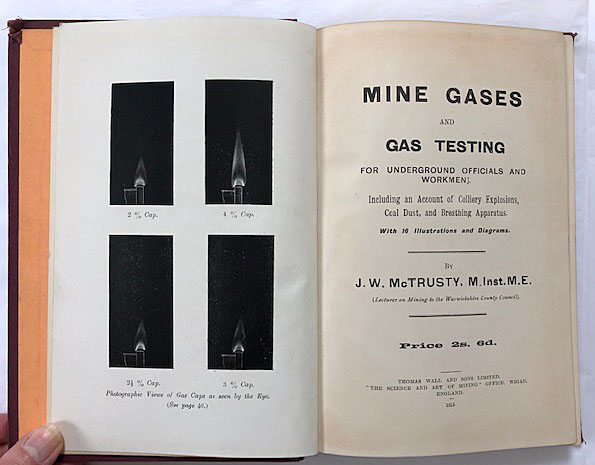 2 % Cap.
4 % Cap.
2½ % Cap.
3 % Cap.
Photographic Views of Gas Caps as seen by the Eye.
(See page 46.)
MINE GASES
AND
GAS TESTING
FOR UNDERGROUND OFFICIALS AND
WORKMEN].
Including an Account of Colliery Explosions,
Coal Dust, and Breathing Apparatus.
With 16 Illustrations and Diagrams.
BY
J. W. McTRUSTY, M.Inst.M.E.
(Lecturer on Mining to the Warwickshire County Council).
Price 2s. 6d.
THOMAS WALL AND SONS LIMITED,
"THE SCIENCE AND ART OF MINING" OFFICE, WIGAN,
ENGLAND.